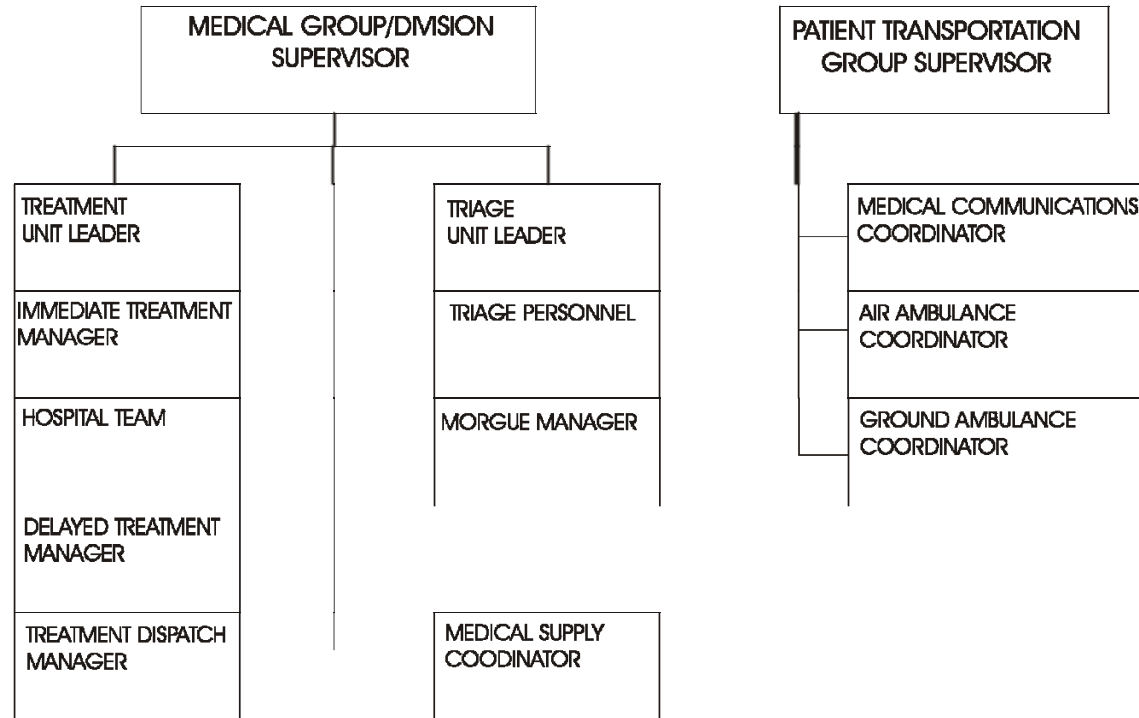 MEDICAL GROUP/DIVISION
SUPERVISOR
PATIENT TRANSPORTATION
GROUP SUPERVISOR
TREATMENT
UNIT LEADER
IMMEDIATE TREATMENT
MANAGER
HOSPITAL TEAM
DELAYED TREATMENT
MANAGER
TREATMENT DISPATCH
MANAGER
TRIAGE
UNIT LEADER
TRIAGE PERSONNEL
MORGUE MANAGER
MEDICAL SUPPLY
COODINATOR
MEDICAL COMMUNICATIONS
COORDINATOR
AIR AMBULANCE
COORDINATOR
GROUND AMBULANCE
COORDINATOR